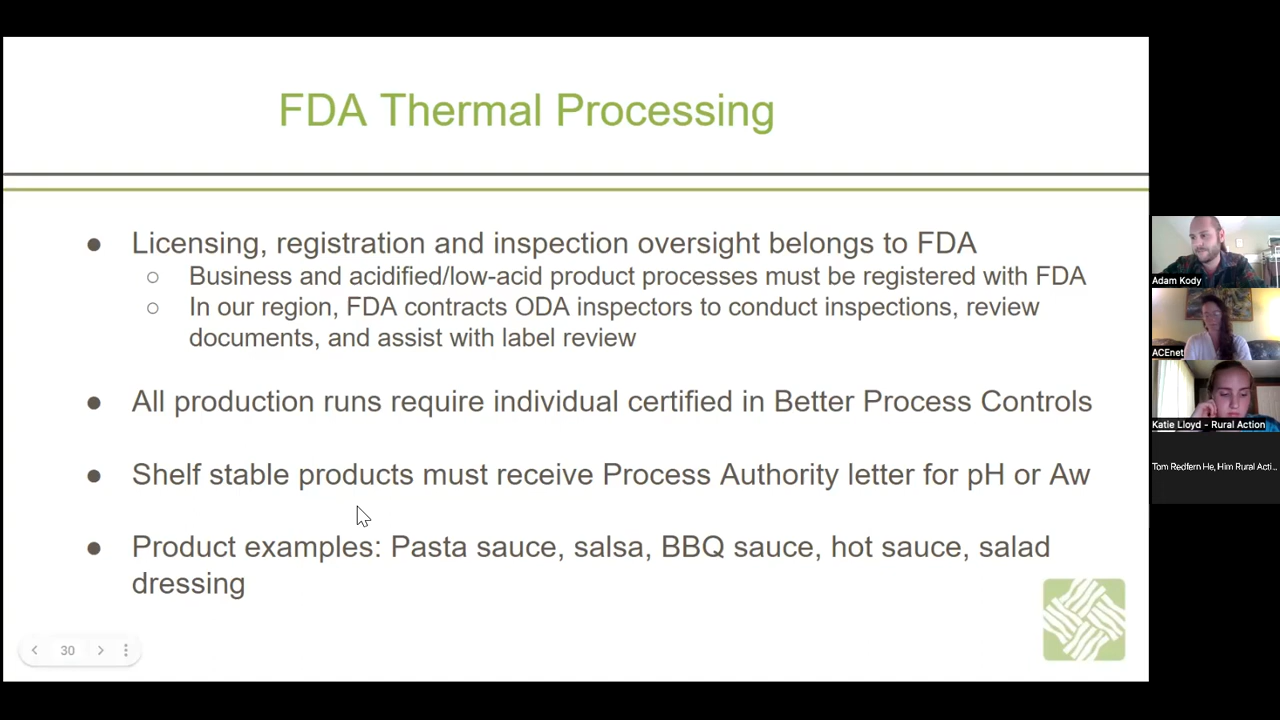 FDA Thermal Processing
● Licensing, registration and inspection oversight belongs to FDA
○ Business and acidified/low-acid product processes must be registered with FDA
○ In our region, FDA contracts ODA inspectors to conduct inspections, review
documents, and assist with label review
● All production runs require individual certified in Better Process Controls
● Shelf stable products must receive Process Authority letter for pH or Aw
● Product examples: Pasta sauce, salsa, BBQ sauce, hot sauce, salad
dressing
30
Adam Kody
ACEnet
Katie Lloyd - Rural Action
Tom Redfern He, Him Rural Acti...